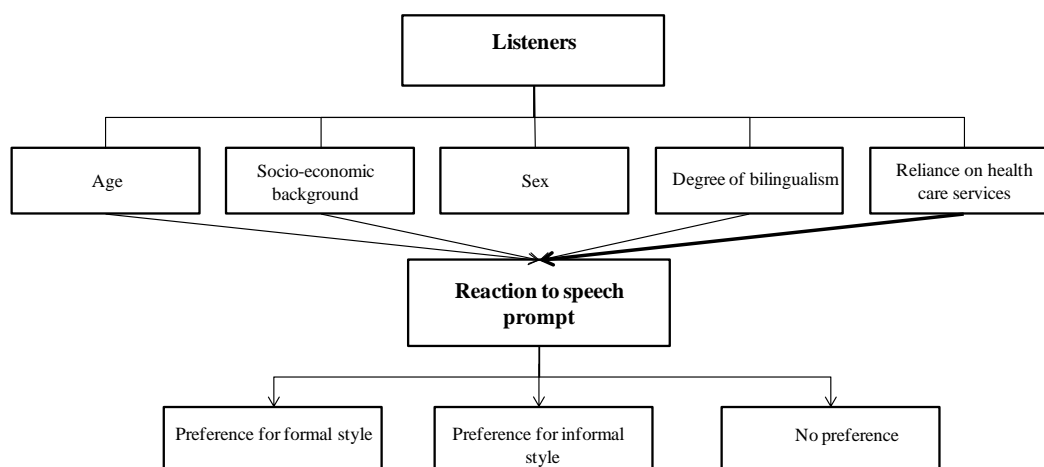 Listeners
Age
Socio-economic
background
Sex
Degree of bilingualism
Reliance on health
care services
Reaction to speech
prompt
Preference for formal style
Preference for informal
style
No preference